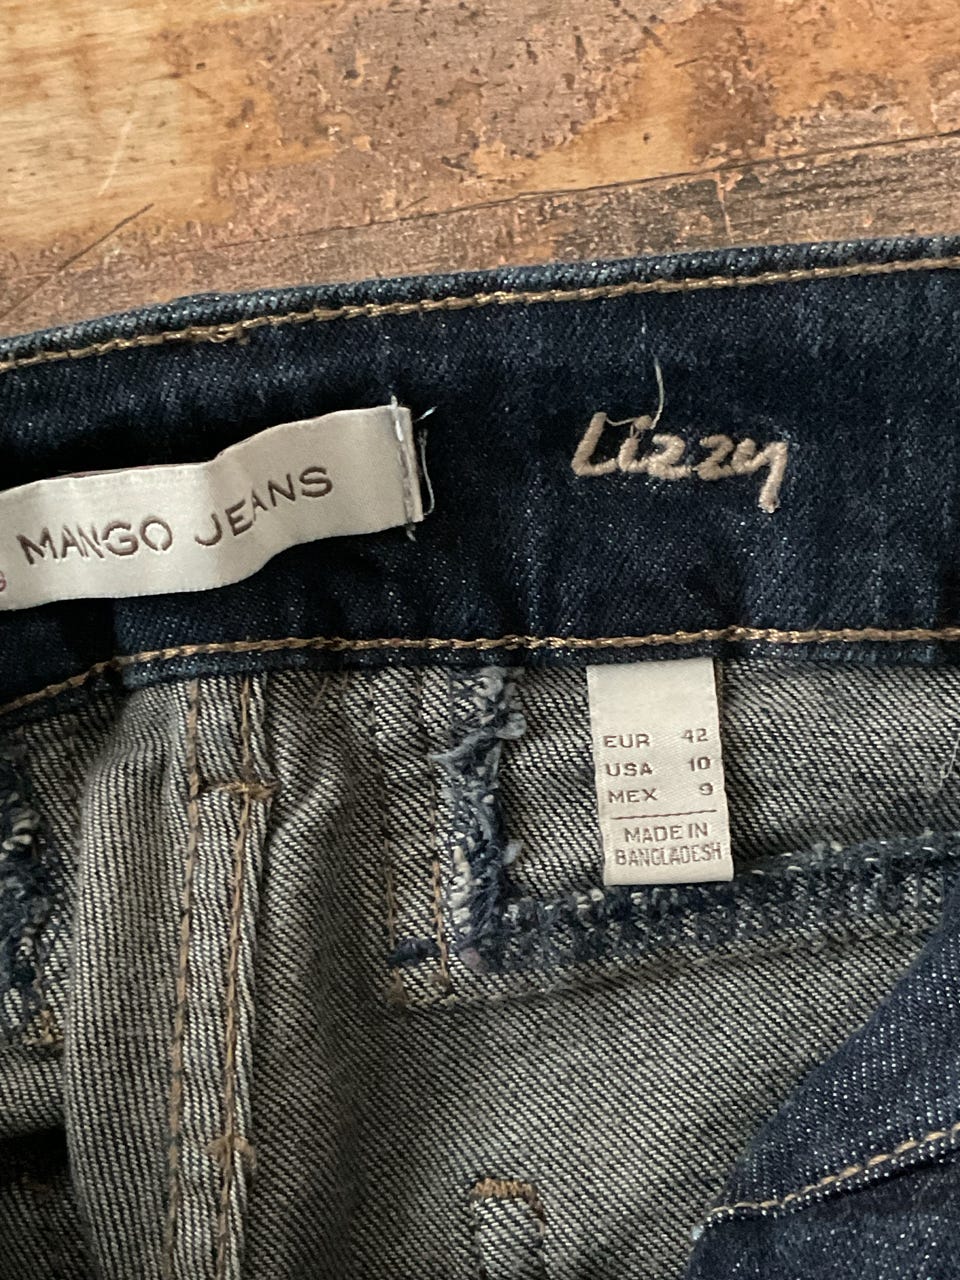 MANGO JEANS
Lizzy
EUR 42
USA 10
MEX 9
MADE IN
BANGLADESH